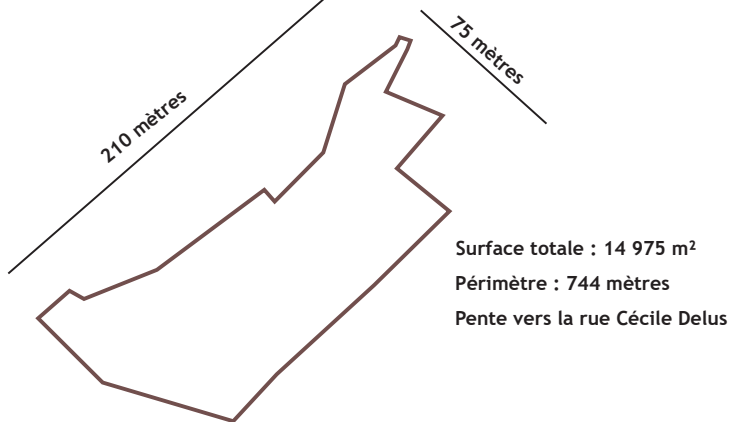 75 mètres
210 mètres
Surface totale : 14 975 m²
Périmètre : 744 mètres
Pente vers la rue Cécile Delus